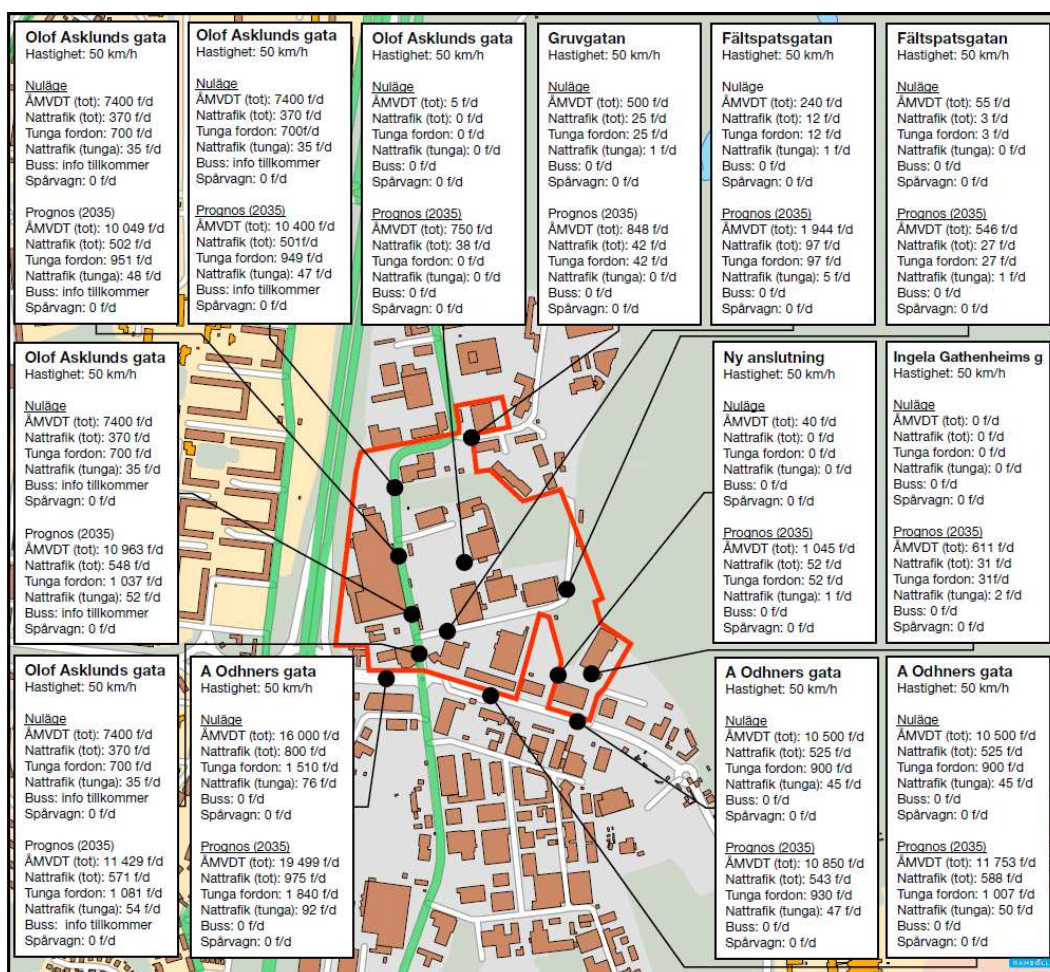 Olof Asklunds gata
Hastighet: 50 km/h
Nuläge
ÅMVDT (tot): 7400 f/d
Nattrafik (tot): 370 f/d
Tunga fordon: 700 f/d
Nattrafik (tunga): 35 f/d
Buss: info tillkommer
Spårvagn: 0 f/d
Prognos (2035)
ÅMVDT (tot): 10 049 f/d
Nattrafik (tot): 502 f/d
Tunga fordon: 951 f/d
Nattrafik (tunga): 48 f/d
Buss: info tillkommer
Spårvagn: 0 f/d
Olof Asklunds gata
Hastighet: 50 km/h
Nuläge
ÅMVDT (tot): 7400 f/d
Nattrafik (tot): 370 f/d
Tunga fordon: 700f/d
Nattrafik (tunga): 35 f/d
Buss: info tillkommer
Spårvagn: 0 f/d
Prognos (2035)
ÅMVDT (tot): 10 400 f/d
Nattrafik (tot): 501f/d
Tunga fordon: 949 f/d
Nattrafik (tunga): 47 f/d
Buss: info tillkommer
Spårvagn: 0 f/d
Olof Asklunds gata
Hastighet: 50 km/h
Nuläge
ÅMVDT (tot): 5 f/d
Nattrafik (tot): 0 f/d
Tunga fordon: 0 f/d
Nattrafik (tunga): 0 f/d
Buss: 0 f/d
Spårvagn: 0 f/d
Prognos (2035)
ÅMVDT (tot): 750 f/d
Nattrafik (tot): 38 f/d
Tunga fordon: 0 f/d
Nattrafik (tunga): 0 f/d
Buss: 0 f/d
Spårvagn: 0 f/d
Gruvgatan
Hastighet: 50 km/h
Nuläge
ÅMVDT (tot): 500 f/d
Nattrafik (tot): 25 f/d
Tunga fordon: 25 f/d
Nattrafik (tunga): 1 f/d
Buss: 0 f/d
Spårvagn: 0 f/d
Prognos (2035)
ÅMVDT (tot): 848 f/d
Nattrafik (tot): 42 f/d
Tunga fordon: 42 f/d
Nattrafik (tunga): 0 f/d
Buss: 0 f/d
Spårvagn: 0 f/d
Fältspatsgatan
Hastighet: 50 km/h
Nuläge
ÅMVDT (tot): 240 f/d
Nattrafik (tot): 12 f/d
Tunga fordon: 12 f/d
Nattrafik (tunga): 1 f/d
Buss: 0 f/d
Spårvagn: 0 f/d
Prognos (2035)
ÅMVDT (tot): 1 944 f/d
Nattrafik (tot): 97 f/d
Tunga fordon: 97 f/d
Nattrafik (tunga): 5 f/d
Buss: 0 f/d
Spårvagn: 0 f/d
Fältspatsgatan
Hastighet: 50 km/h
Nuläge
ÅMVDT (tot): 55 f/d
Nattrafik (tot): 3 f/d
Tunga fordon: 3 f/d
Nattrafik (tunga): 0 f/d
Buss: 0 f/d
Spårvagn: 0 f/d
Prognos (2035)
ÅMVDT (tot): 546 f/d
Nattrafik (tot): 27 f/d
Tunga fordon: 27 f/d
Nattrafik (tunga): 1 f/d
Buss: 0 f/d
Spårvagn: 0 f/d
Olof Asklunds gata
Hastighet: 50 km/h
Nuläge
ÅMVDT (tot): 7400 f/d
Nattrafik (tot): 370 f/d
Tunga fordon: 700 f/d
Nattrafik (tunga): 35 f/d
Buss: info tillkommer
Spårvagn: 0 f/d
Prognos (2035)
ÅMVDT (tot): 10 963 f/d
Nattrafik (tot): 548 f/d
Tunga fordon: 1 037 f/d
Nattrafik (tunga): 52 f/d
Buss: info tillkommer
Spårvagn: 0 f/d
Ny anslutning
Hastighet: 50 km/h
Nuläge
ÅMVDT (tot): 40 f/d
Nattrafik (tot): 0 f/d
Tunga fordon: 0 f/d
Nattrafik (tunga): 0 f/d
Buss: 0 f/d
Spårvagn: 0 f/d
Prognos (2035)
ÅMVDT (tot): 1 045 f/d
Nattrafik (tot): 52 f/d
Tunga fordon: 52 f/d
Nattrafik (tunga): 1 f/d
Buss: 0 f/d
Spårvagn: 0 f/d
Ingela Gathenheims g
Hastighet: 50 km/h
Nuläge
ÅMVDT (tot): 0 f/d
Nattrafik (tot): 0 f/d
Tunga fordon: 0 f/d
Nattrafik (tunga): 0 f/d
Buss: 0 f/d
Spårvagn: 0 f/d
Prognos (2035)
ÅMVDT (tot): 611 f/d
Nattrafik (tot): 31 f/d
Tunga fordon: 31f/d
Nattrafik (tunga): 2 f/d
Buss: 0 f/d
Spårvagn: 0 f/d
Olof Asklunds gata
Hastighet: 50 km/h
Nuläge
ÅMVDT (tot): 7400 f/d
Nattrafik (tot): 370 f/d
Tunga fordon: 700 f/d
Nattrafik (tunga): 35 f/d
Buss: info tillkommer
Spårvagn: 0 f/d
Prognos (2035)
ÅMVDT (tot): 11 429 f/d
Nattrafik (tot): 571 f/d
Tunga fordon: 1 081 f/d
Nattrafik (tunga): 54 f/d
Buss: info tillkommer
Spårvagn: 0 f/d
A Odhners gata
Hastighet: 50 km/h
Nuläge
ÅMVDT (tot): 16 000 f/d
Nattrafik (tot): 800 f/d
Tunga fordon: 1 510 f/d
Nattrafik (tunga): 76 f/d
Buss: 0 f/d
Spårvagn: 0 f/d
Prognos (2035)
ÅMVDT (tot): 19 499 f/d
Nattrafik (tot): 975 f/d
Tunga fordon: 1 840 f/d
Nattrafik (tunga): 92 f/d
Buss: 0 f/d
Spårvagn: 0 f/d
A Odhners gata
Hastighet: 50 km/h
Nuläge
ÅMVDT (tot): 10 500 f/d
Nattrafik (tot): 525 f/d
Tunga fordon: 900 f/d
Nattrafik (tunga): 45 f/d
Buss: 0 f/d
Spårvagn: 0 f/d
Prognos (2035)
ÅMVDT (tot): 10 850 f/d
Nattrafik (tot): 543 f/d
Tunga fordon: 930 f/d
Nattrafik (tunga): 47 f/d
Buss: 0 f/d
Spårvagn: 0 f/d
A Odhners gata
Hastighet: 50 km/h
Nuläge
ÅMVDT (tot): 10 500 f/d
Nattrafik (tot): 525 f/d
Tunga fordon: 900 f/d
Nattrafik (tunga): 45 f/d
Buss: 0 f/d
Spårvagn: 0 f/d
Prognos (2035)
ÅMVDT (tot): 11 753 f/d
Nattrafik (tot): 588 f/d
Tunga fordon: 1 007 f/d
Nattrafik (tunga): 50 f/d
Buss: 0 f/d
Spårvagn: 0 f/d
RAMBOLL